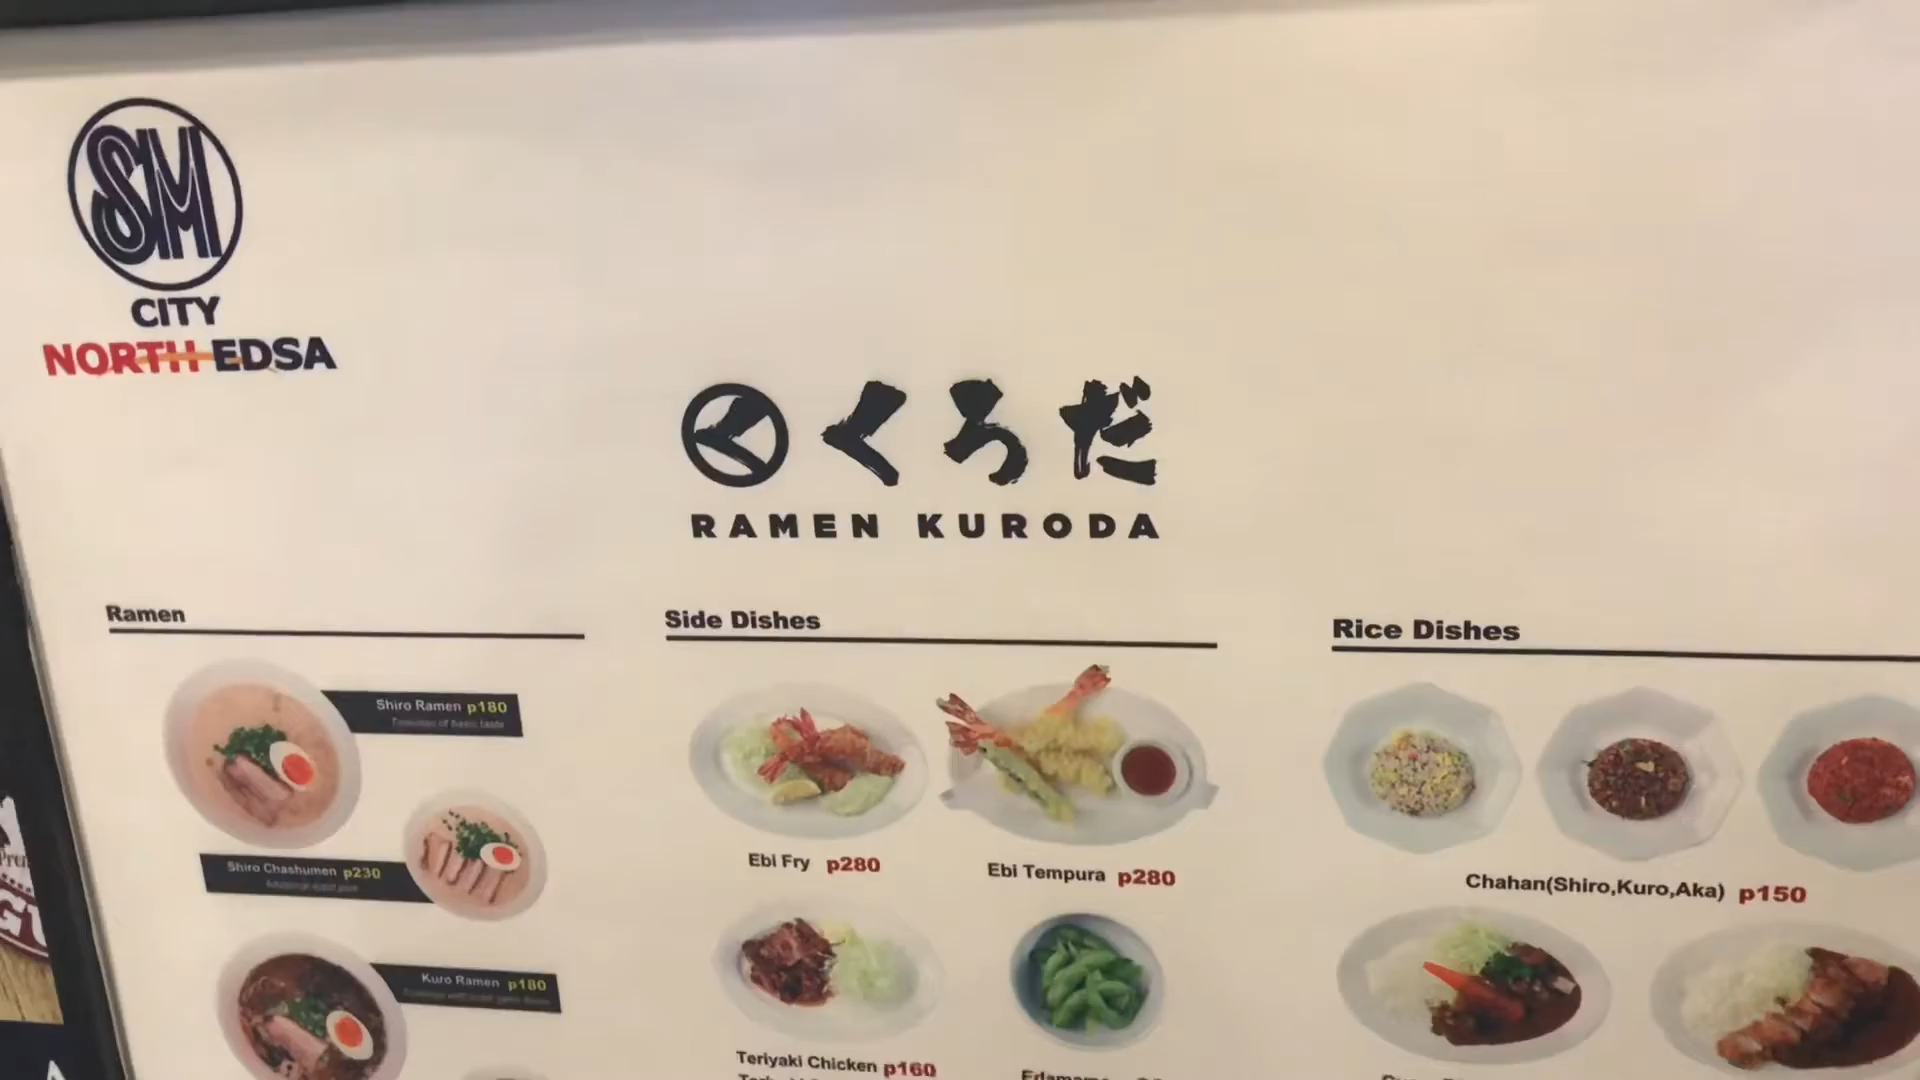 SM
CITY
NORTH EDSA
くろだ
RAMEN KURODA
Ramen
Shiro Ramen p180
Shiro Chashumen p230
Kuro Ramen p180
Side Dishes
Ebi Fry p280
Ebi Tempura p280
Teriyaki Chicken p160
Rice Dishes
Chahan(Shiro,Kuro,Aka) p150